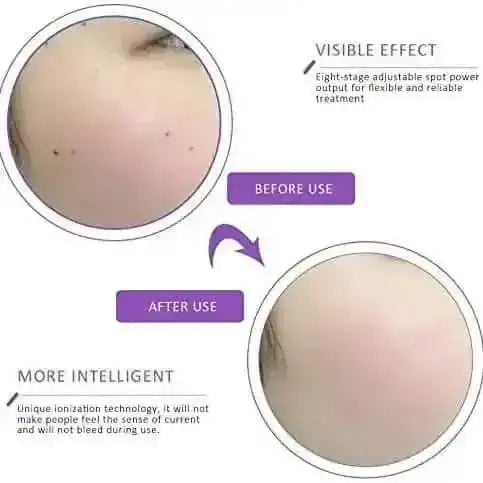 VISIBLE EFFECT
Eight-stage adjustable spot power
output for flexible and reliable
treatment
BEFORE USE
AFTER USE
MORE INTELLIGENT
Unique ionization technology, it will not
make people feel the sense of current
and will not bleed during use.